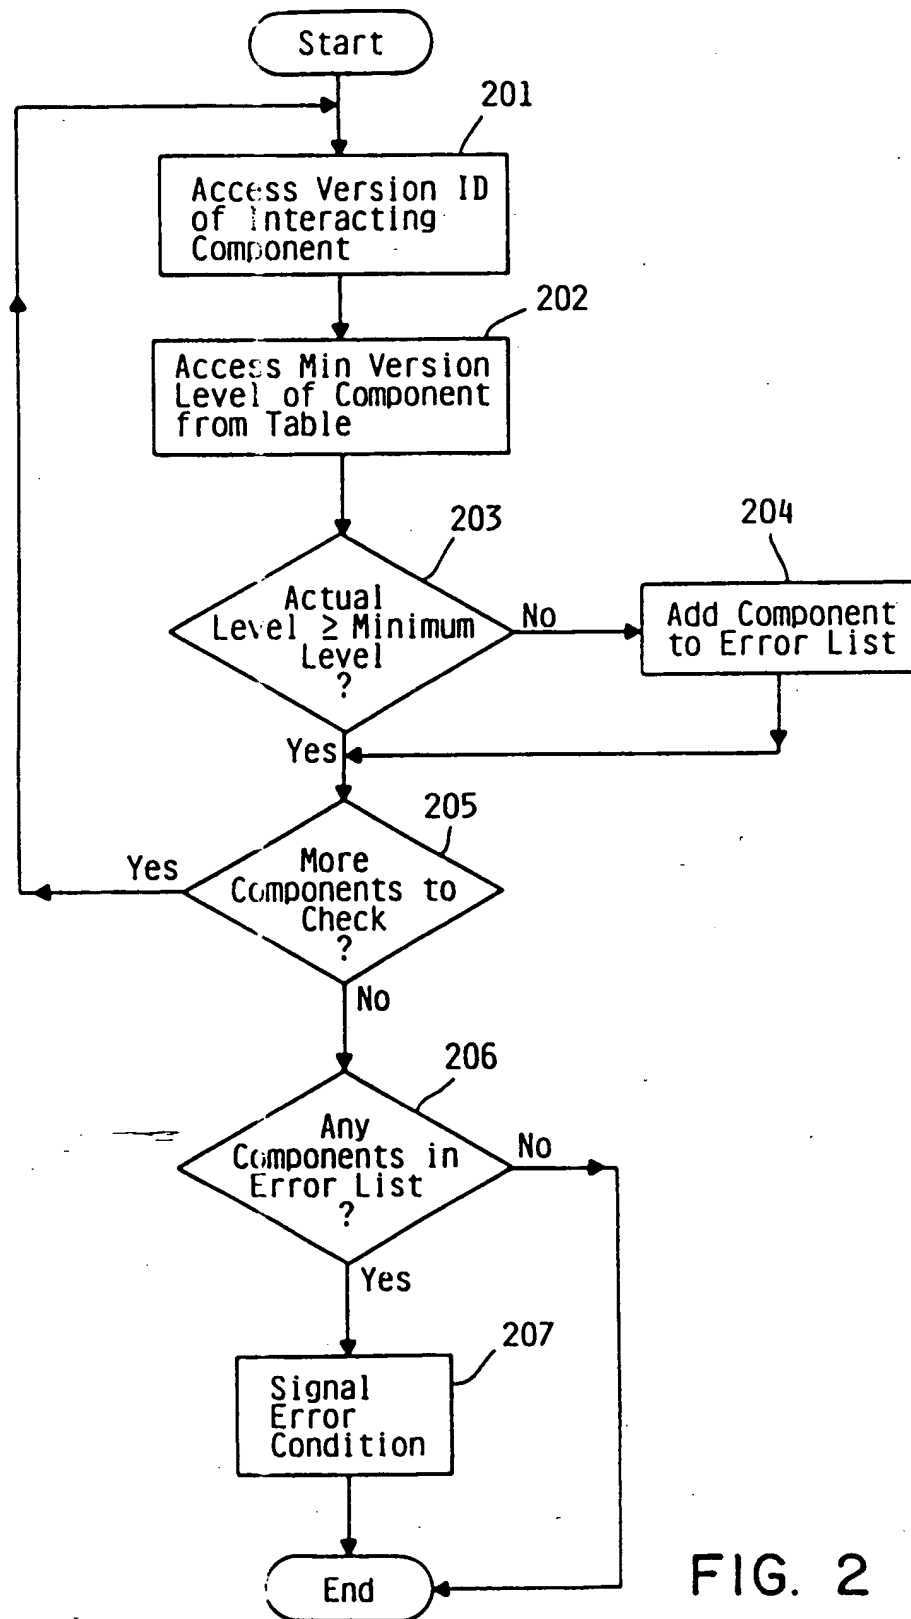 Start
201
Access Version ID
of Interacting
Component
202
Access Min Version
Level of Component
from Table
203
Actual
Level ≥ Minimum
Level
?
No
204
Add Component
to Error List
Yes
205
More
Components to
Check
?
Yes
No
206
Any
Components in
Error List
?
No
Yes
207
Signal
Error
Condition
End
FIG. 2